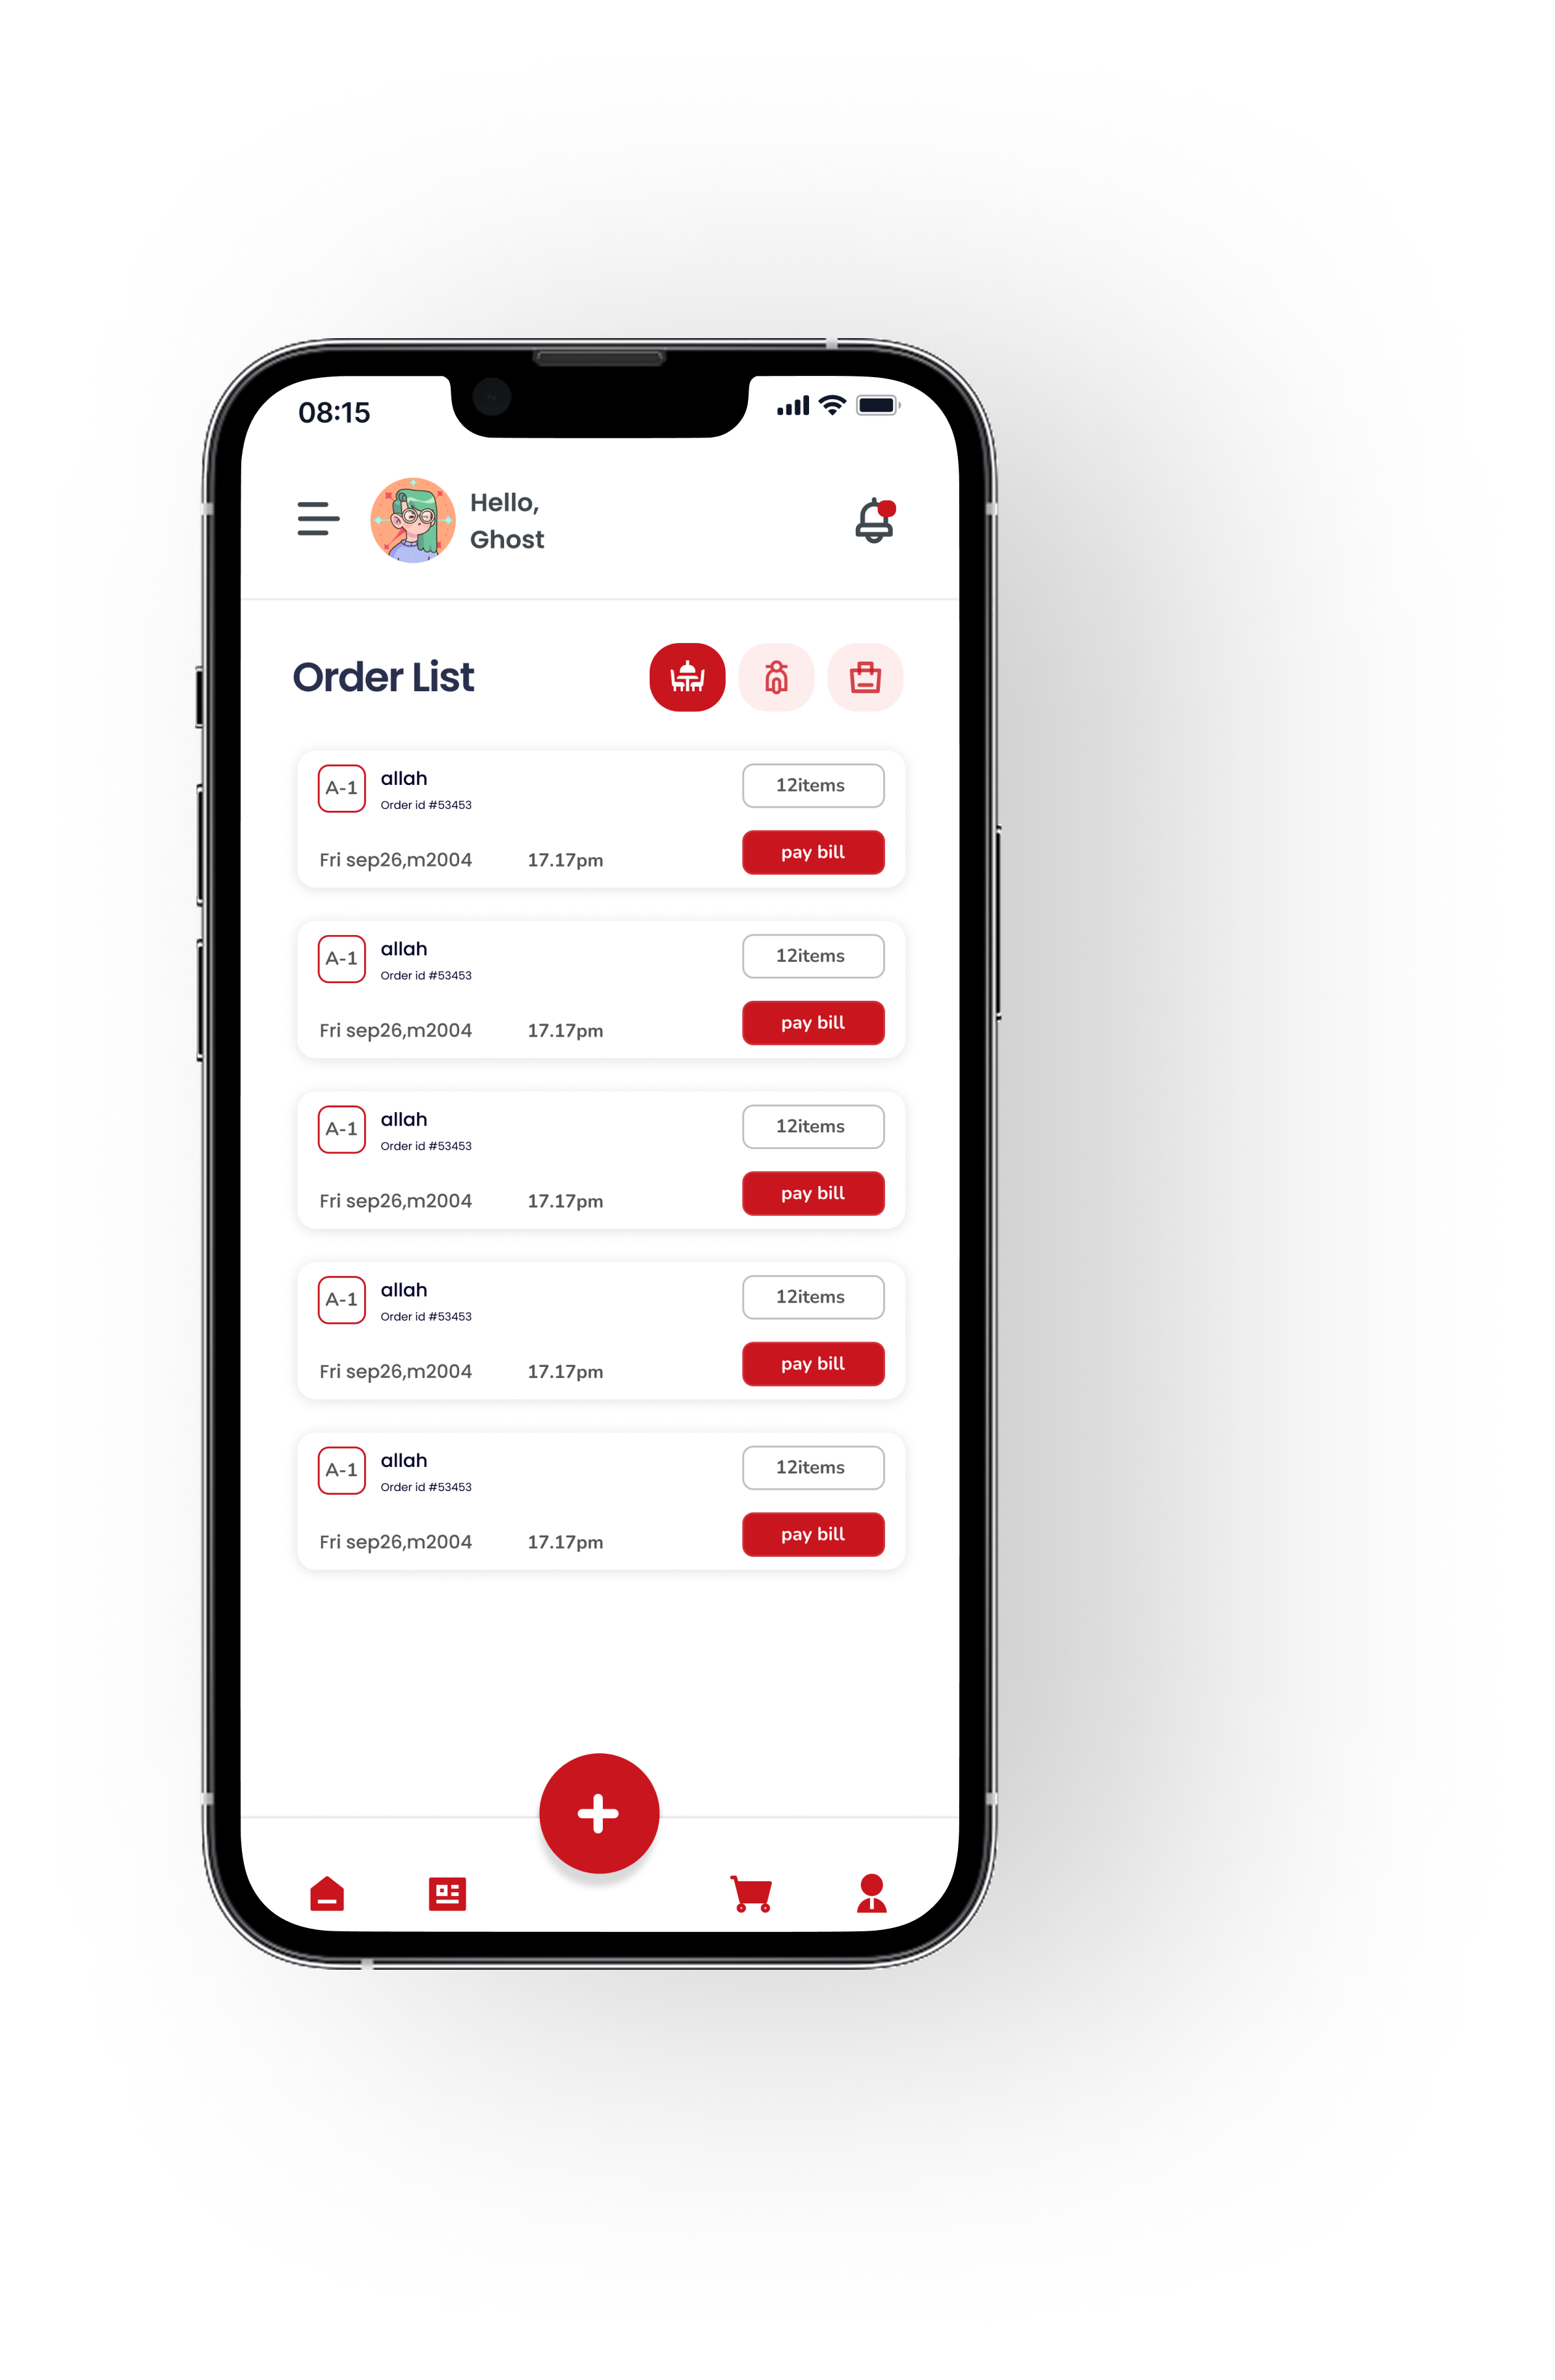 08:15
Hello,
Ghost
Order List
A-1
allah
12items
Order id #53453
Fri sep26,m2004
17.17pm
pay bill
A-1
allah
12items
Order id #53453
Fri sep26,m2004
17.17pm
pay bill
A-1
allah
12items
Order id #53453
Fri sep26,m2004
17.17pm
pay bill
A-1
allah
12items
Order id #53453
Fri sep26,m2004
17.17pm
pay bill
A-1
allah
12items
Order id #53453
Fri sep26,m2004
17.17pm
pay bill